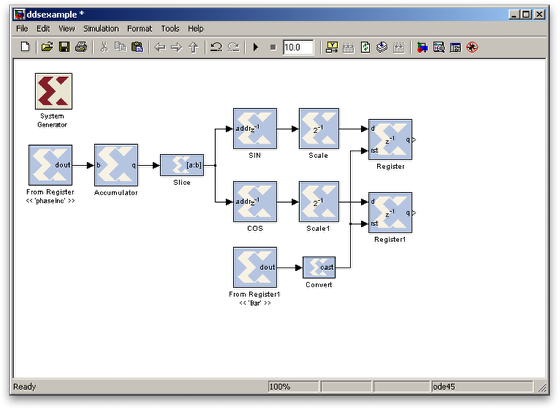 ddsexample *
File Edit View Simulation Format Tools Help
10.0
System
Generator
dout
From Register
<< 'phaseInc' >>
b q
Accumulator
[a:b]
Slice
addr z⁻¹
SIN
2⁻¹
Scale
d
rst
z⁻¹
q
Register
addr z⁻¹
COS
2⁻¹
Scale1
d
rst
z⁻¹
q
Register1
dout
From Register1
cast
Convert
Ready 100% ode45